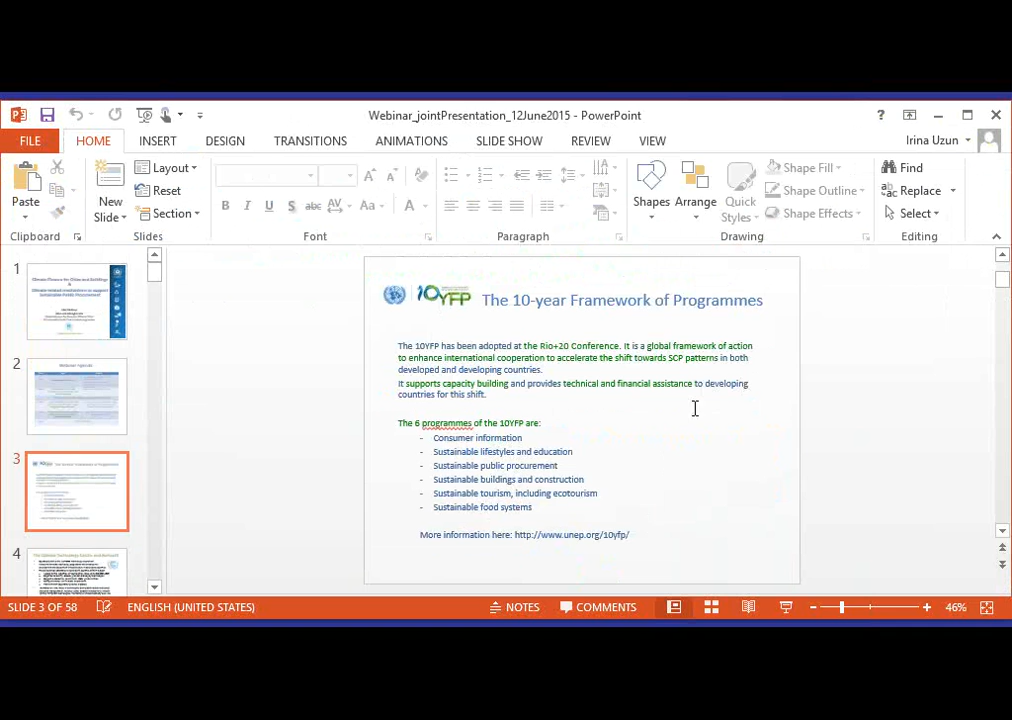 Webinar_jointPresentation_12June2015 - PowerPoint
?
FILE HOME INSERT DESIGN TRANSITIONS ANIMATIONS SLIDE SHOW REVIEW VIEW Irina Uzun
Paste
New
Slide
Layout
Reset
Section
B I U S abc AV Aa A
Shapes
Arrange
Quick
Styles
Shape Fill
Shape Outline
Shape Effects
Find
Replace
Select
Clipboard Slides Font Paragraph Drawing Editing
1
2
3
4
10YFP
The 10-year Framework of Programmes
The 10YFP has been adopted at the Rio+20 Conference. It is a global framework of action
to enhance international cooperation to accelerate the shift towards SCP patterns in both
developed and developing countries.
It supports capacity building and provides technical and financial assistance to developing
countries for this shift.
The 6 programmes of the 10YFP are:
- Consumer information
- Sustainable lifestyles and education
- Sustainable public procurement
- Sustainable buildings and construction
- Sustainable tourism, including ecotourism
- Sustainable food systems
More information here: http://www.unep.org/10yfp/
SLIDE 3 OF 58 ENGLISH (UNITED STATES) NOTES COMMENTS 46%